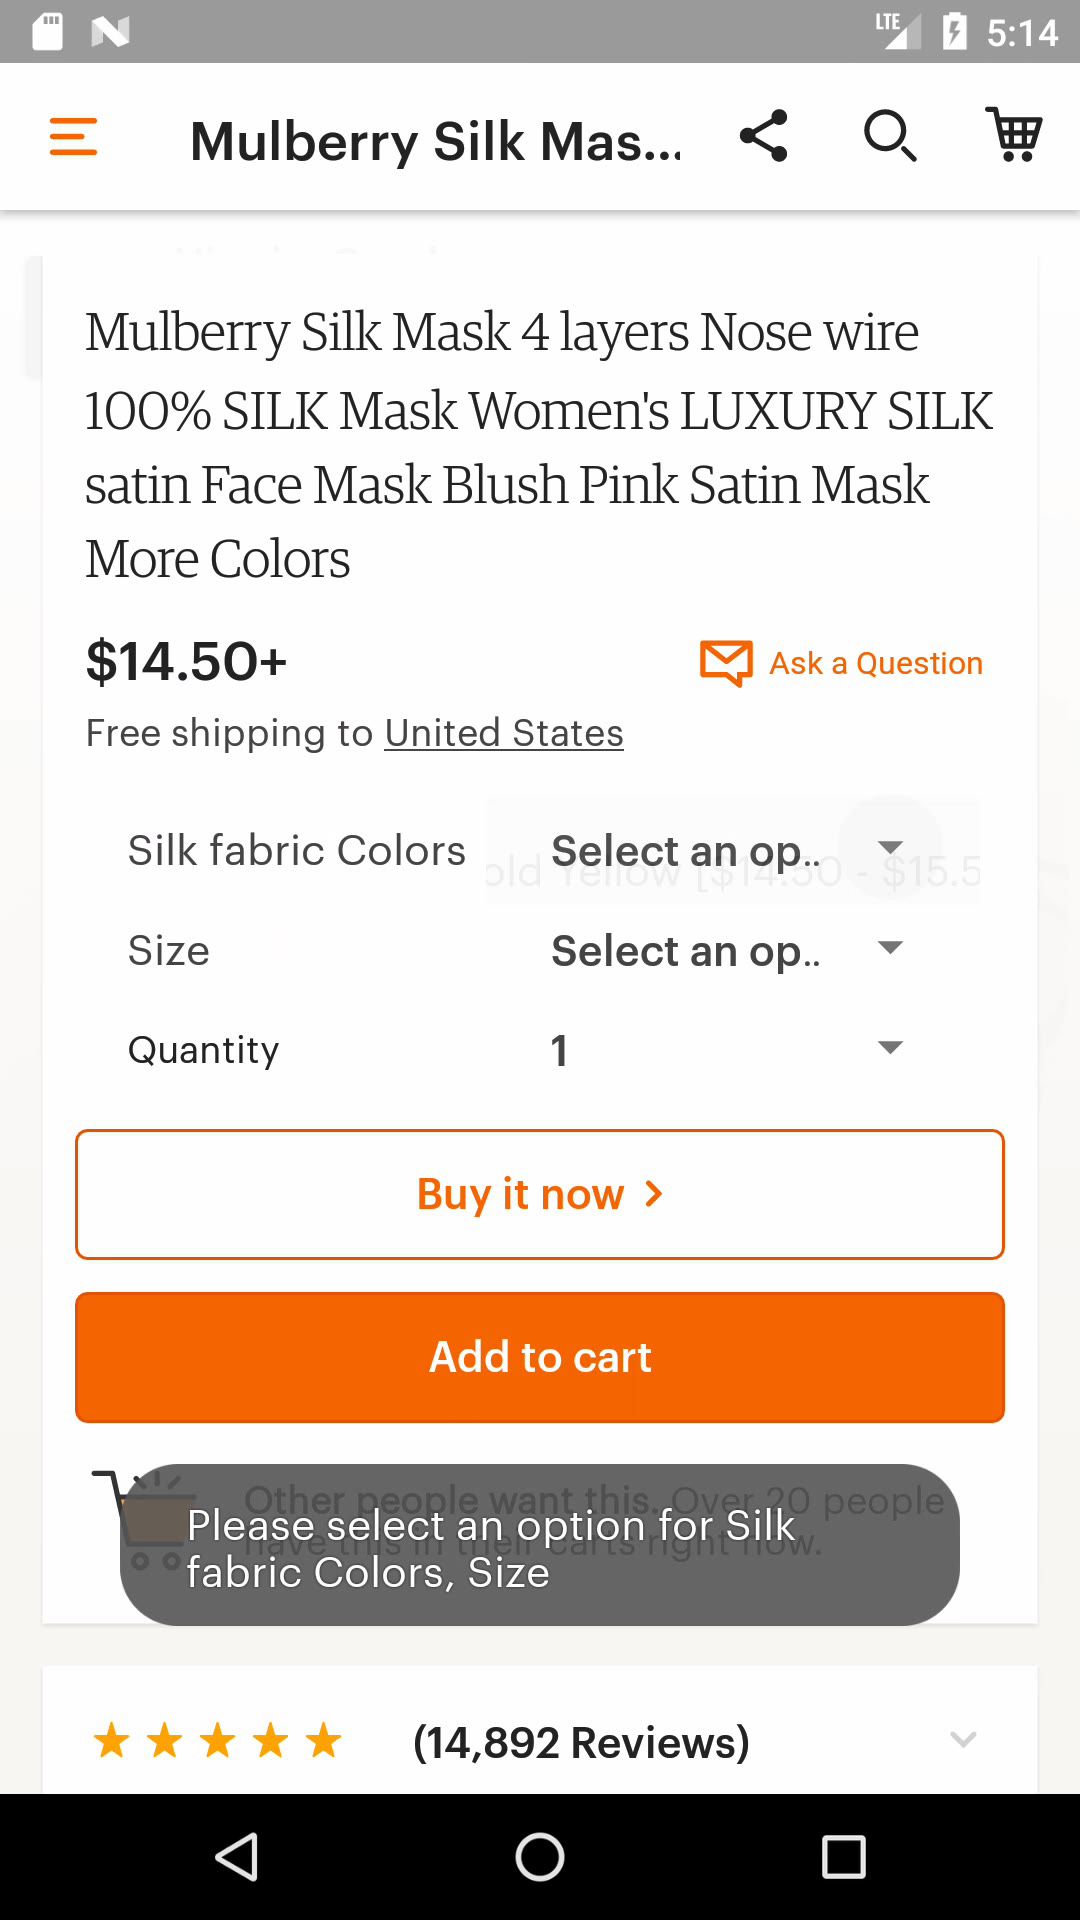 LTE 5:14
Mulberry Silk Mas...
Mulberry Silk Mask 4 layers Nose wire
100% SILK Mask Women's LUXURY SILK
satin Face Mask Blush Pink Satin Mask
More Colors
$14.50+
Ask a Question
Free shipping to United States
Silk fabric Colors Select an op..
old Yellow [$14.50 - $15.5
Size Select an op..
Quantity 1
Buy it now
Add to cart
Other people want this. Over 20 people
have this in their carts right now.
Please select an option for Silk
fabric Colors, Size
(14,892 Reviews)